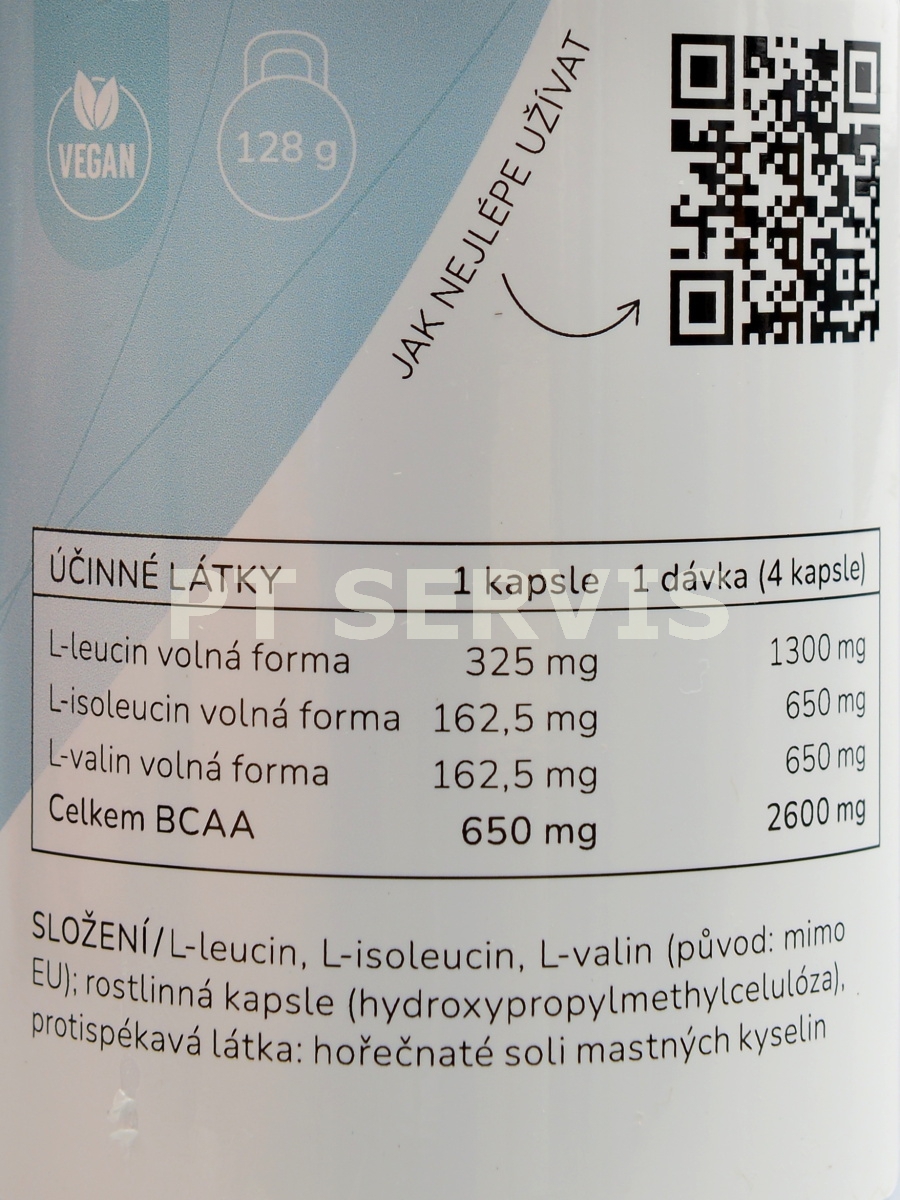 VEGAN
128 g
JAK NEJLÉPE UŽÍVAT
ÚČINNÉ LÁTKY 1 kapsle 1 dávka (4 kapsle)
PT SERVIS
L-leucin volná forma 325 mg 1300 mg
L-isoleucin volná forma 162,5 mg 650 mg
L-valin volná forma 162,5 mg 650 mg
Celkem BCAA 650 mg 2600 mg
SLOŽENÍ/L-leucin, L-isoleucin, L-valin (původ: mimo
EU); rostlinná kapsle (hydroxypropylmethylcelulóza),
protispékavá látka: hořečnaté soli mastných kyselin